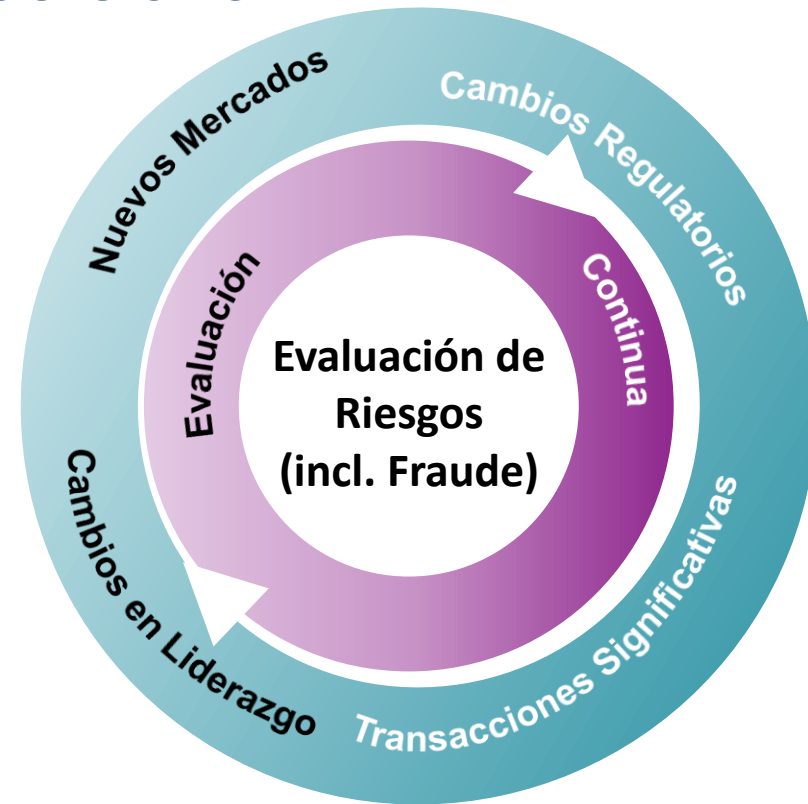 Nuevos Mercados
Cambios Regulatorios
Evaluación
Continua
Evaluación de
Riesgos
(incl. Fraude)
Cambios en Liderazgo
Transacciones Significativas